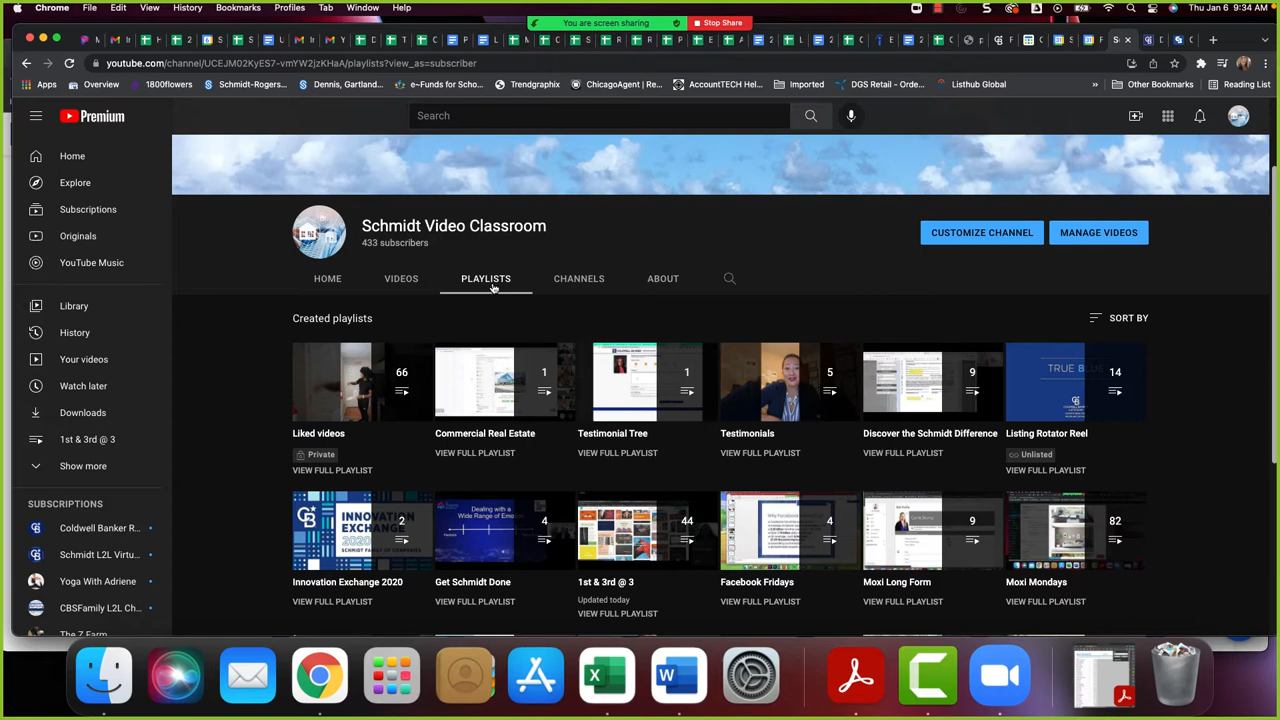 Chrome File Edit View History Bookmarks Profiles Tab Window Help
You are screen sharing Stop Share
Thu Jan 6 9:34 AM
youtube.com/channel/UCEJM02KyES7-vmYW2jzKHaA/playlists?view_as=subscriber
Apps Overview 1800flowers Schmidt-Rogers... Dennis, Gartland... e-Funds for Scho... Trendgraphix ChicagoAgent | Re... AccountTECH Hel... Imported DGS Retail - Orde... Listhub Global » Other Bookmarks Reading List
Premium
Search
Home
Explore
Subscriptions
Originals
YouTube Music
Library
History
Your videos
Watch later
Downloads
1st & 3rd @ 3
Show more
SUBSCRIPTIONS
Coldwell Banker R...
Schmidt L2L Virtu...
Yoga With Adriene
CBSFamily L2L Ch...
The Z Farm
Schmidt Video Classroom
433 subscribers
CUSTOMIZE CHANNEL MANAGE VIDEOS
HOME VIDEOS PLAYLISTS CHANNELS ABOUT
Created playlists
SORT BY
66 1 1 5 9 14
TRUE BLUE
Liked videos Commercial Real Estate Testimonial Tree Testimonials Discover the Schmidt Difference Listing Rotator Reel
Private VIEW FULL PLAYLIST VIEW FULL PLAYLIST VIEW FULL PLAYLIST VIEW FULL PLAYLIST Unlisted
VIEW FULL PLAYLIST VIEW FULL PLAYLIST
INNOVATION EXCHANGE 2020 SCHMIDT FAMILY OF COMPANIES
Dealing with a Wide Range of Emo
Why Facebook
2 4 44 4 9 82
Innovation Exchange 2020 Get Schmidt Done 1st & 3rd @ 3 Facebook Fridays Moxi Long Form Moxi Mondays
VIEW FULL PLAYLIST VIEW FULL PLAYLIST Updated today VIEW FULL PLAYLIST VIEW FULL PLAYLIST VIEW FULL PLAYLIST
VIEW FULL PLAYLIST